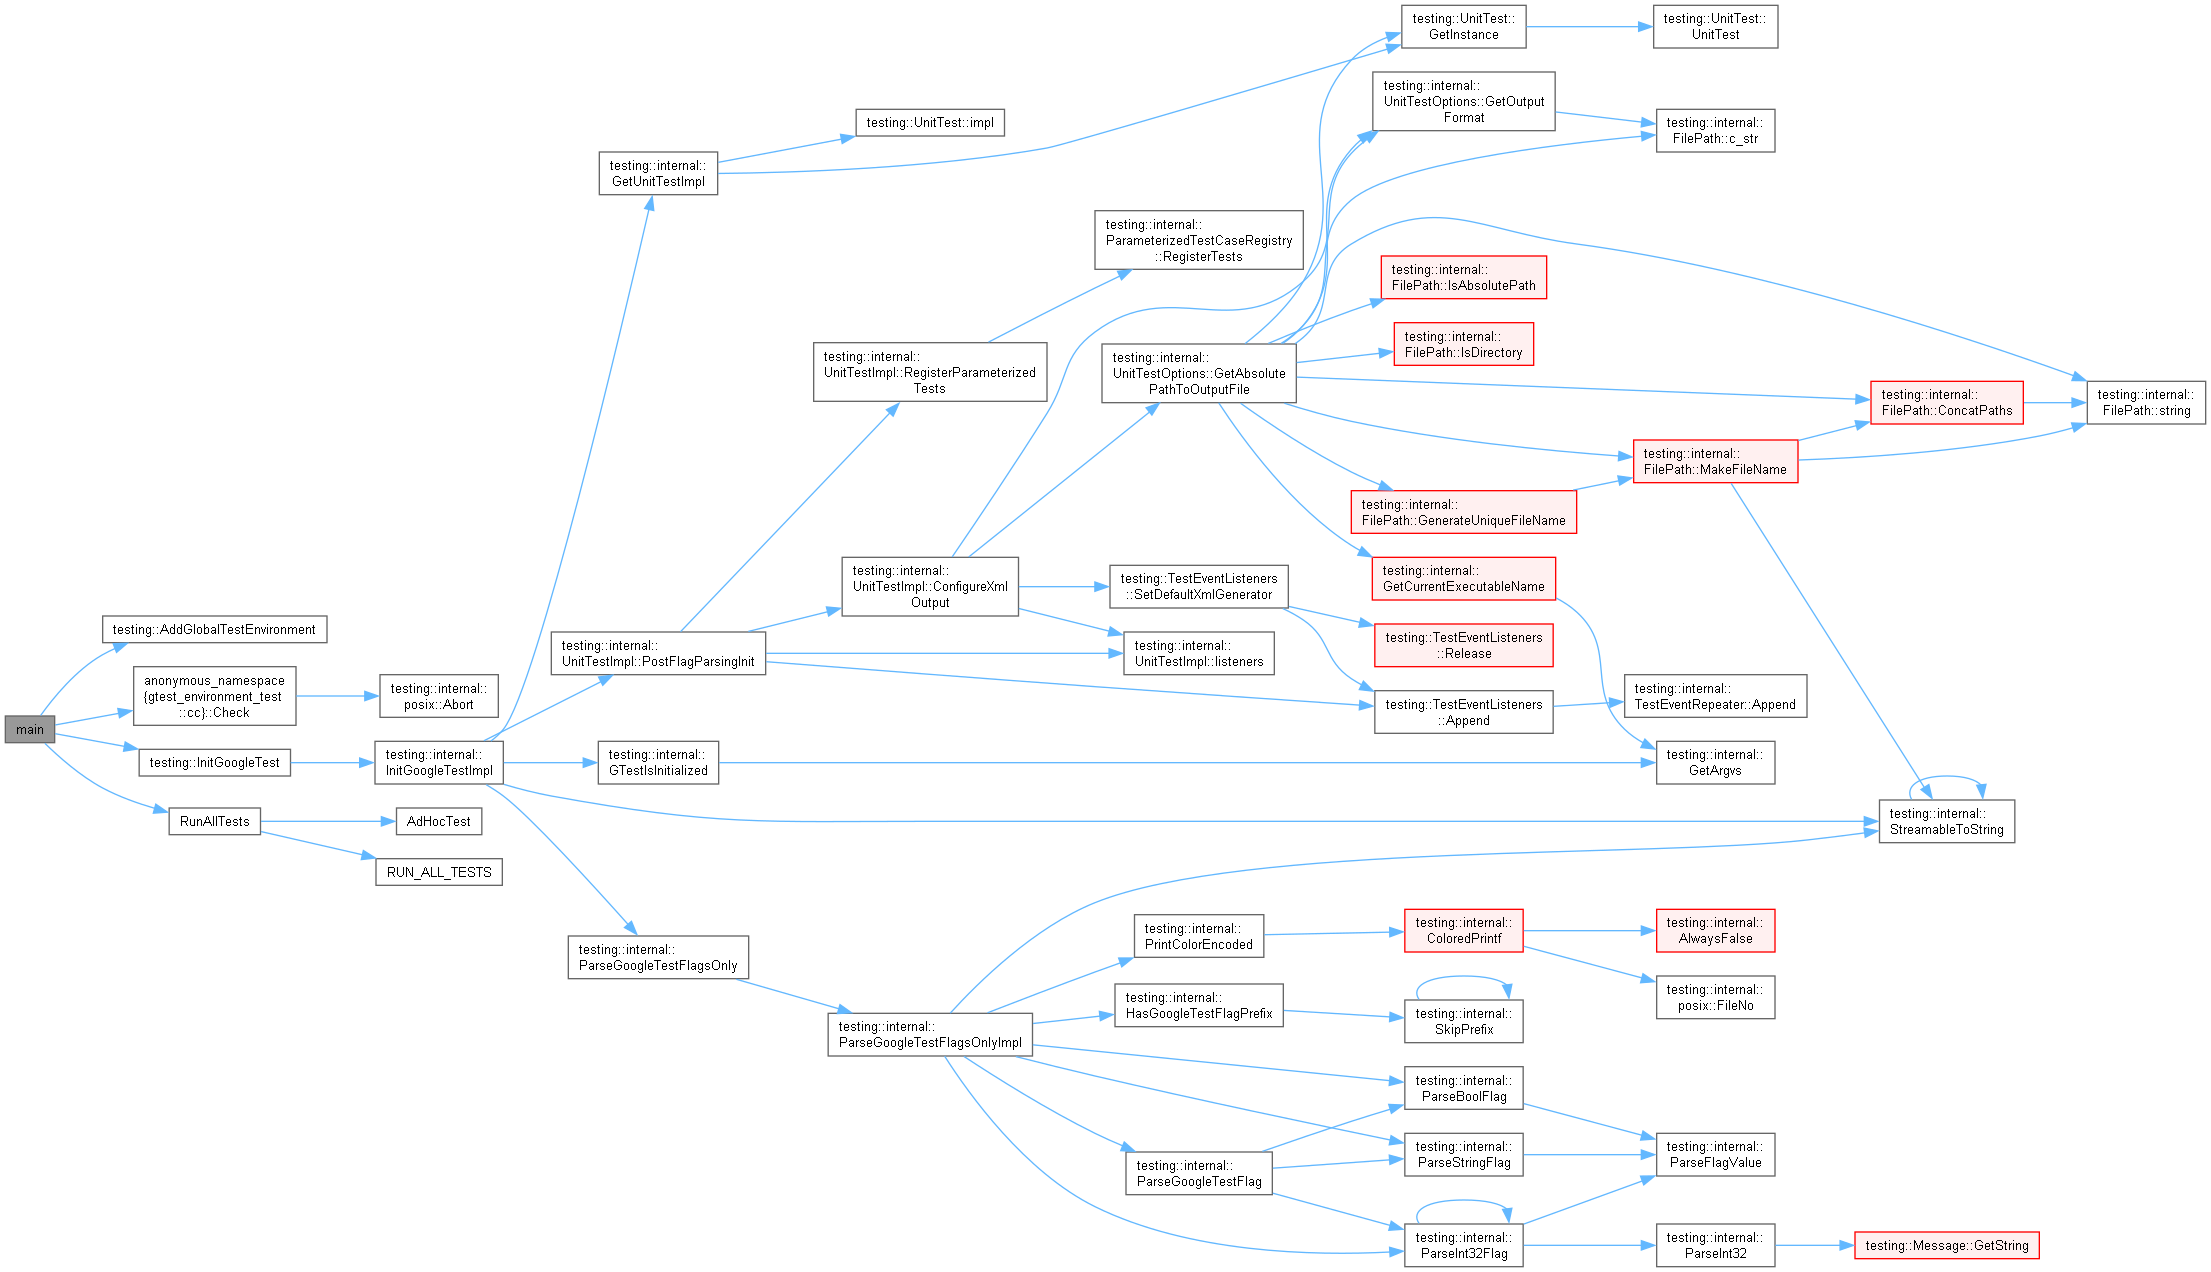 main
testing::AddGlobalTestEnvironment
anonymous_namespace
{gtest_environment_test
::cc}::Check
testing::InitGoogleTest
RunAllTests
testing::internal::
posix::Abort
testing::internal::
InitGoogleTestImpl
AdHocTest
RUN_ALL_TESTS
testing::internal::
GetUnitTestImpl
testing::internal::
UnitTestImpl::PostFlagParsingInit
testing::internal::
GTestIsInitialized
testing::internal::
ParseGoogleTestFlagsOnly
testing::UnitTest::impl
testing::internal::
UnitTestImpl::RegisterParameterized
Tests
testing::internal::
UnitTestImpl::ConfigureXml
Output
testing::internal::
ParseGoogleTestFlagsOnlyImpl
testing::internal::
ParameterizedTestCaseRegistry
::RegisterTests
testing::internal::
UnitTestOptions::GetAbsolute
PathToOutputFile
testing::TestEventListeners
::SetDefaultXmlGenerator
testing::internal::
UnitTestImpl::listeners
testing::internal::
PrintColorEncoded
testing::internal::
HasGoogleTestFlagPrefix
testing::internal::
ParseGoogleTestFlag
testing::UnitTest::
GetInstance
testing::internal::
UnitTestOptions::GetOutput
Format
testing::internal::
FilePath::IsAbsolutePath
testing::internal::
FilePath::IsDirectory
testing::internal::
FilePath::GenerateUniqueFileName
testing::internal::
GetCurrentExecutableName
testing::TestEventListeners
::Release
testing::TestEventListeners
::Append
testing::internal::
ColoredPrintf
testing::internal::
SkipPrefix
testing::internal::
ParseBoolFlag
testing::internal::
ParseStringFlag
testing::internal::
ParseInt32Flag
testing::UnitTest::
UnitTest
testing::internal::
FilePath::c_str
testing::internal::
FilePath::MakeFileName
testing::internal::
TestEventRepeater::Append
testing::internal::
GetArgvs
testing::internal::
AlwaysFalse
testing::internal::
posix::FileNo
testing::internal::
ParseFlagValue
testing::internal::
ParseInt32
testing::internal::
FilePath::ConcatPaths
testing::internal::
StreamableToString
testing::Message::GetString
testing::internal::
FilePath::string